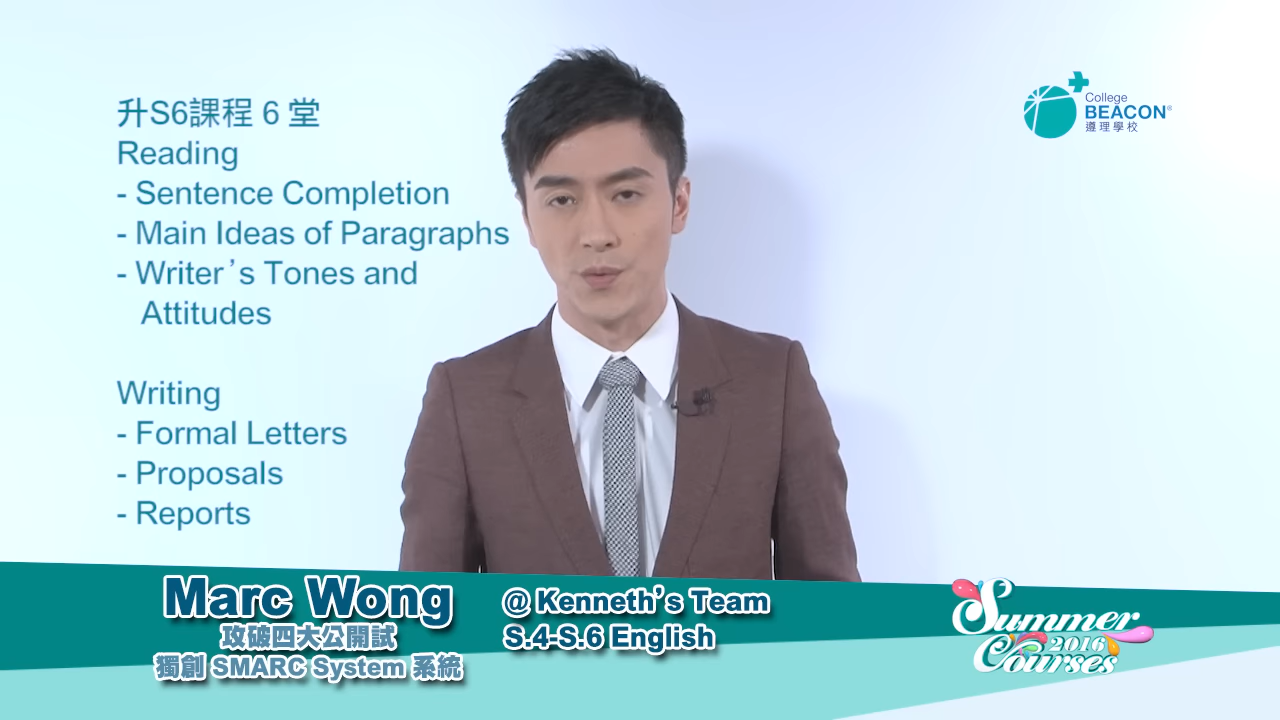 升S6課程 6 堂
Reading
- Sentence Completion
- Main Ideas of Paragraphs
- Writer's Tones and
Attitudes
Writing
- Formal Letters
- Proposals
- Reports
College
BEACON®
遵理學校
Marc Wong
攻破四大公開試
獨創 SMARC System 系統
@ Kenneth's Team
S.4-S.6 English
Summer
2016
Courses